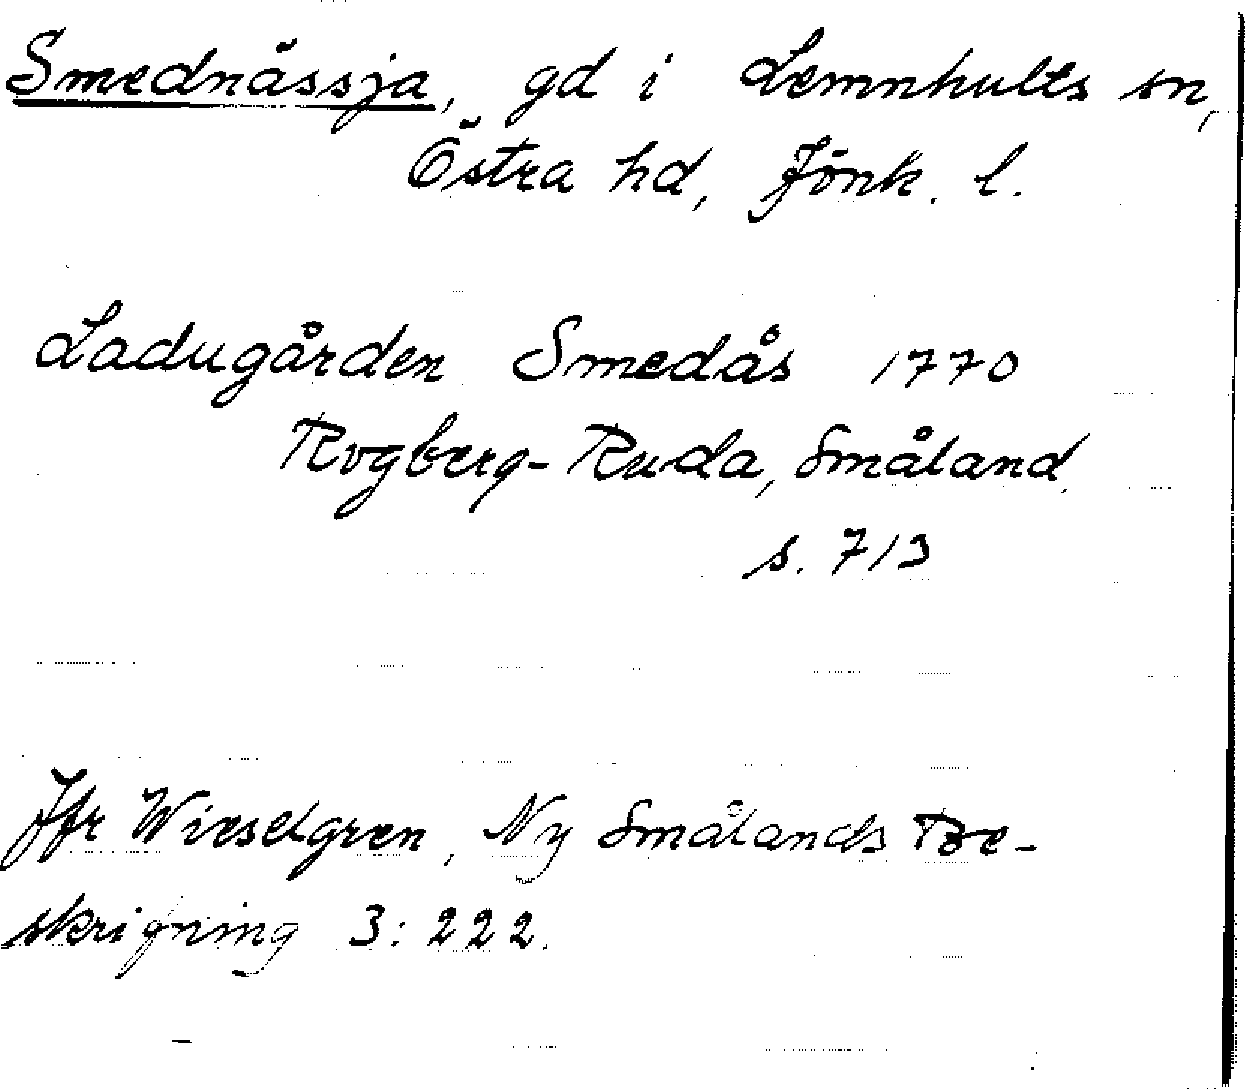 Smednässja, gd i Lemnhults sn,
Östra hd, Jönk. l.
Ladugården Smedås 1770
Rogberg-Ruda, Småland
s. 713
Jfr Wieselgren, Ny Smålands Be-
skrifning 3: 222.